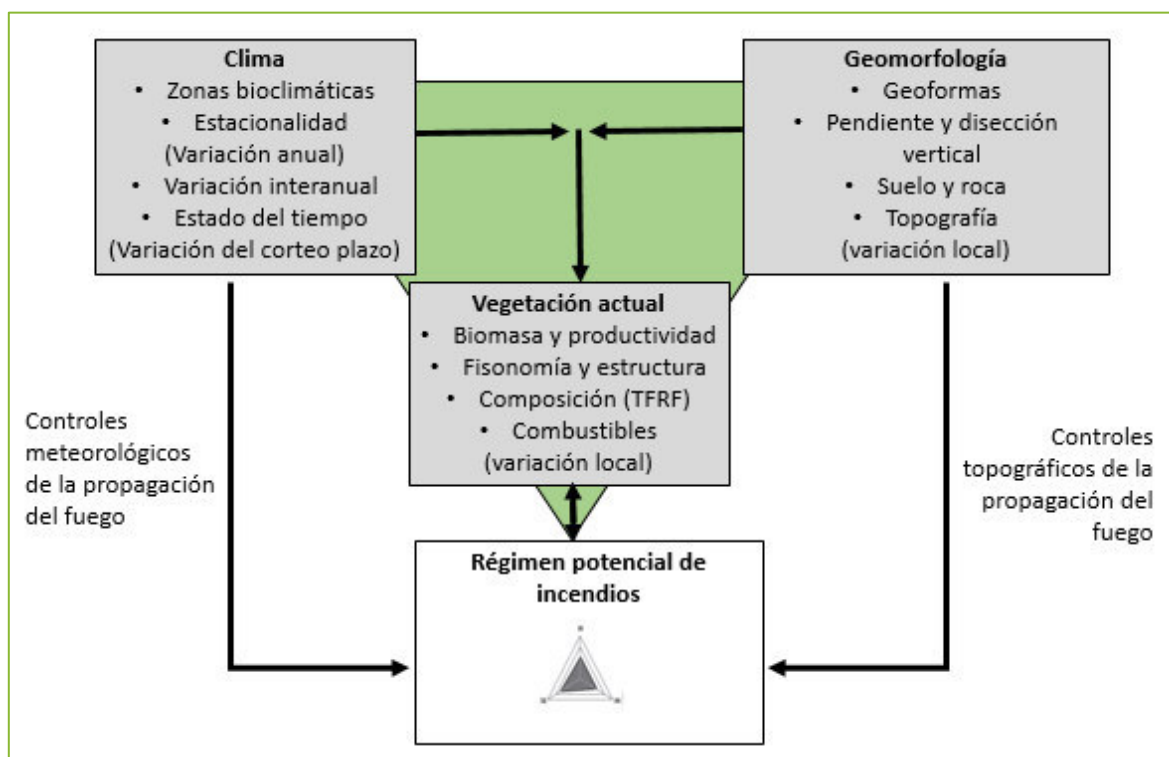 Clima
• Zonas bioclimáticas
• Estacionalidad
(Variación anual)
• Variación interanual
• Estado del tiempo
(Variación del corteo plazo)
Geomorfología
• Geoformas
• Pendiente y disección
vertical
• Suelo y roca
• Topografía
(variación local)
Vegetación actual
• Biomasa y productividad
• Fisonomía y estructura
• Composición (TFRF)
• Combustibles
(variación local)
Controles
meteorológicos
de la propagación
del fuego
Controles
topográficos de la
propagación del
fuego
Régimen potencial de
incendios